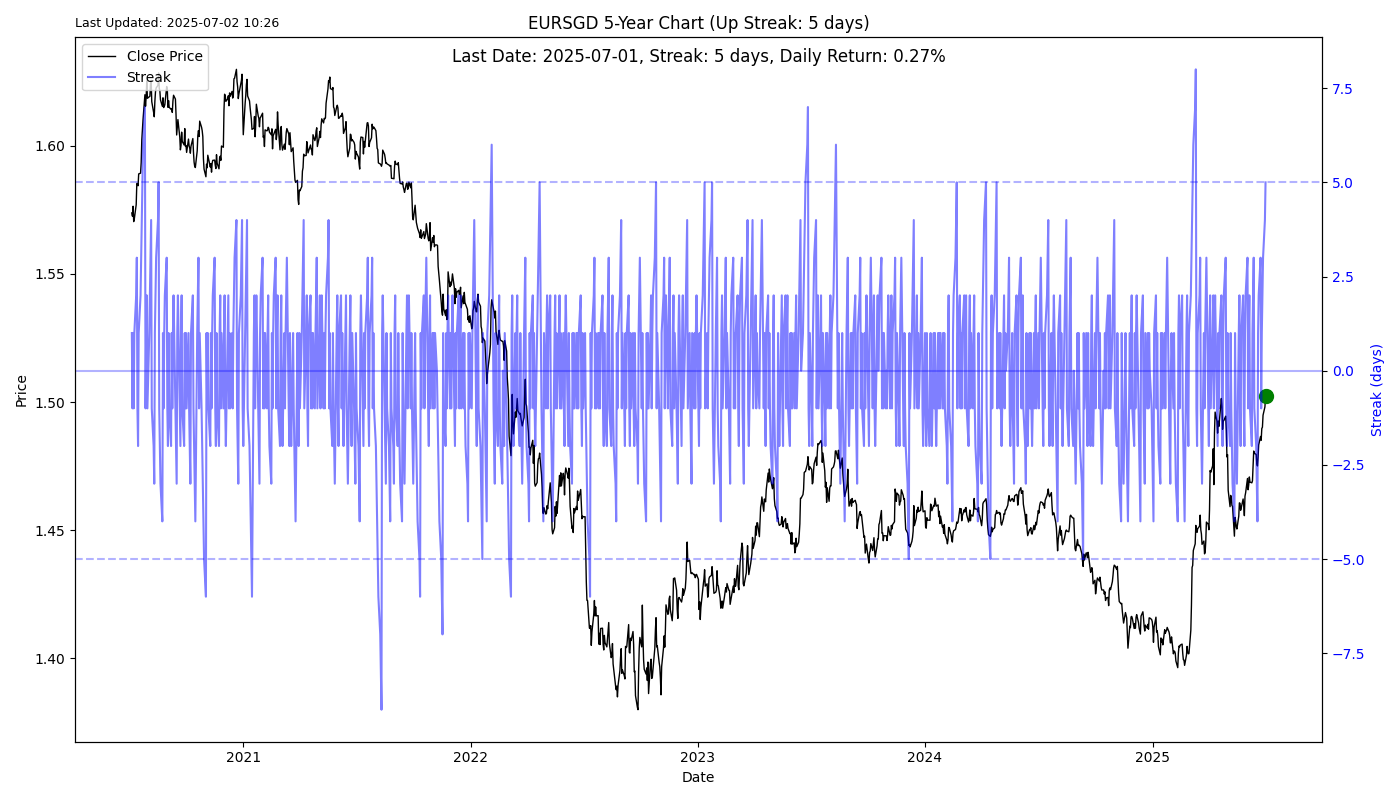 Last Updated: 2025-07-02 10:26
EURSGD 5-Year Chart (Up Streak: 5 days)
Last Date: 2025-07-01, Streak: 5 days, Daily Return: 0.27%
Close Price
Streak
Price
1.60
1.55
1.50
1.45
1.40
7.5
5.0
2.5
0.0
−2.5
−5.0
−7.5
Streak (days)
2021
2022
2023
2024
2025
Date